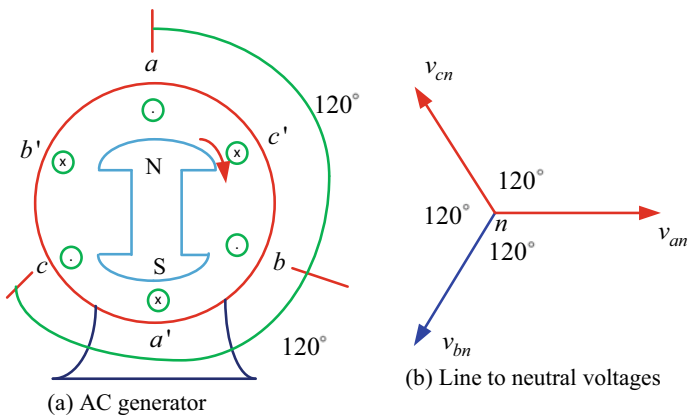 a
120°
b'
c'
N
S
c
b
a'
120°
(a) AC generator
v_cn
120°
120°
n
120°
v_an
v_bn
(b) Line to neutral voltages